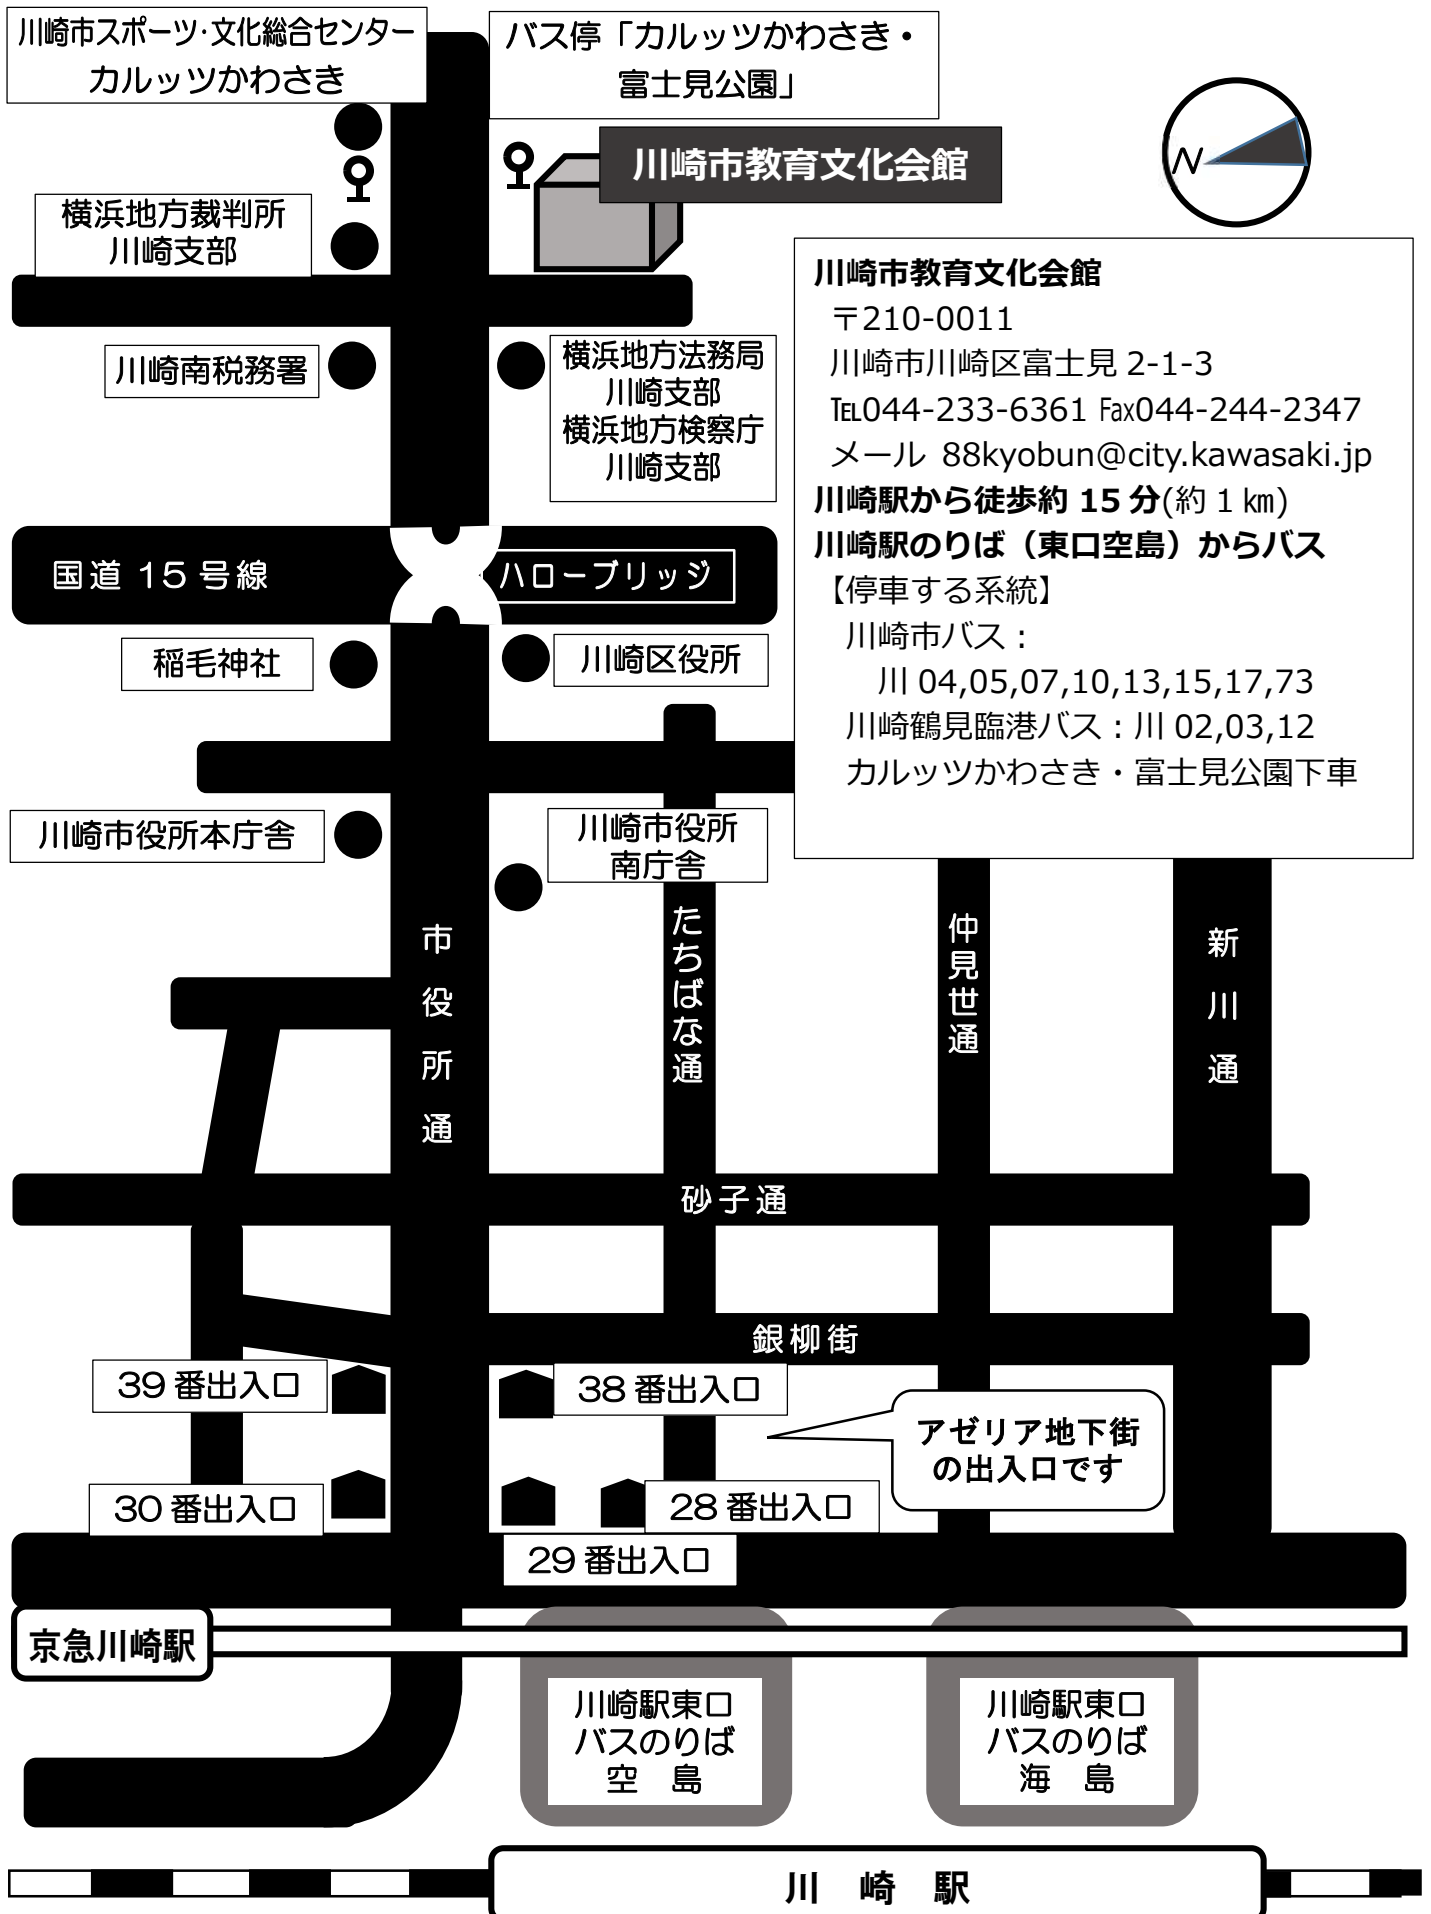 川崎市スポーツ・文化総合センター
カルッツかわさき
バス停「カルッツかわさき・
富士見公園」
川崎市教育文化会館
N
横浜地方裁判所
川崎支部
川崎市教育文化会館
〒210-0011
川崎市川崎区富士見 2-1-3
℡044-233-6361 Fax044-244-2347
メール 88kyobun@city.kawasaki.jp
川崎駅から徒歩約 15 分(約 1 ㎞)
川崎駅のりば（東口空島）からバス
【停車する系統】
川崎市バス：
川 04,05,07,10,13,15,17,73
川崎鶴見臨港バス：川 02,03,12
カルッツかわさき・富士見公園下車
川崎南税務署
横浜地方法務局
川崎支部
横浜地方検察庁
川崎支部
国道 15 号線
ハローブリッジ
稲毛神社
川崎区役所
川崎市役所本庁舎
川崎市役所
南庁舎
市役所通
たちばな通
仲見世通
新川通
砂子通
銀柳街
39 番出入口
38 番出入口
アゼリア地下街
の出入口です
30 番出入口
28 番出入口
29 番出入口
京急川崎駅
川崎駅東口
バスのりば
空　島
川崎駅東口
バスのりば
海　島
川　崎　駅